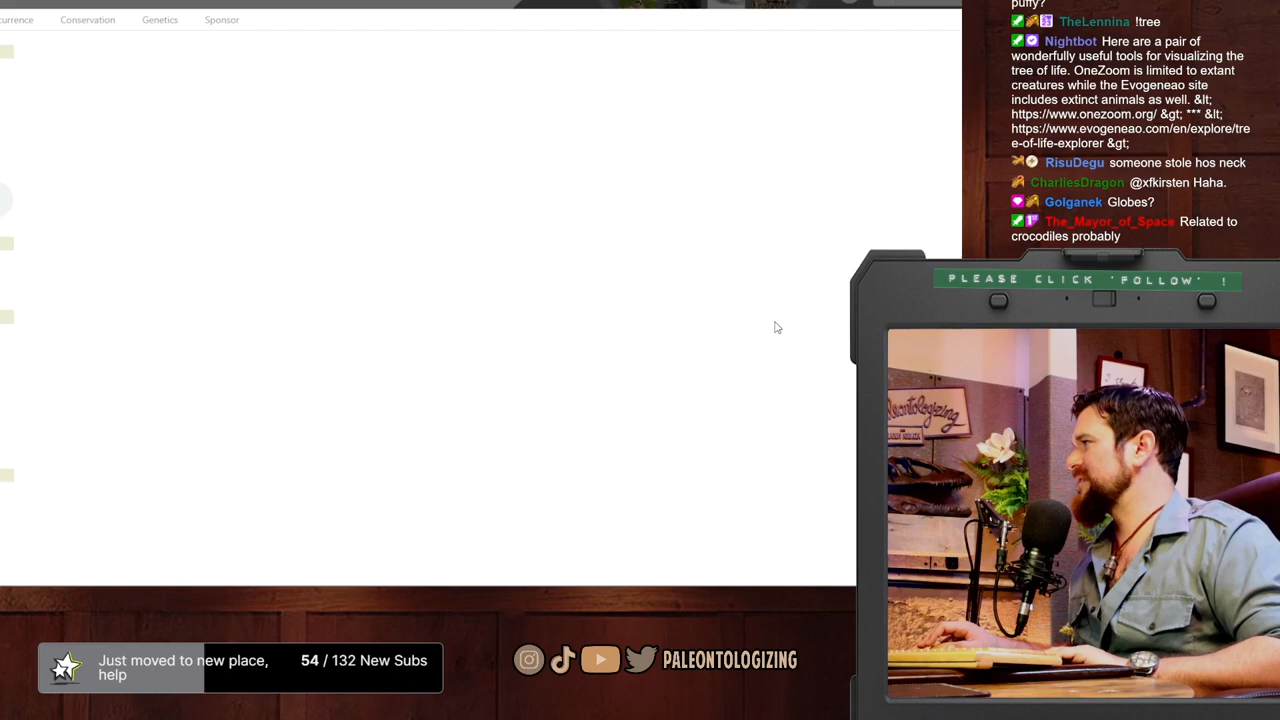 Conservation
Genetics
Sponsor
puffy?
TheLennina !tree
Nightbot Here are a pair of
wonderfully useful tools for visualizing the
tree of life. OneZoom is limited to extant
creatures while the Evogeneao site
includes extinct animals as well. &lt;
https://www.onezoom.org/ &gt; *** &lt;
https://www.evogeneao.com/en/explore/tre
e-of-life-explorer &gt;
RisuDegu someone stole hos neck
CharliesDragon @xfkirsten Haha.
Golganek Globes?
The_Mayor_of_Space Related to
crocodiles probably
PLEASE CLICK 'FOLLOW' !
Just moved to new place,
help
54 / 132 New Subs
PALEONTOLOGIZING